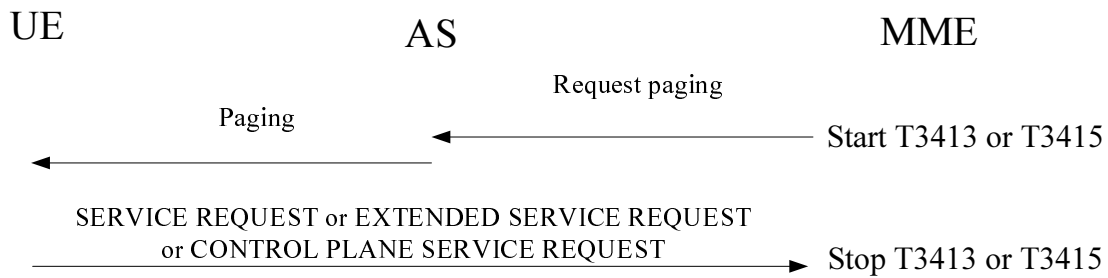 UE
AS
MME
Request paging
Paging
Start T3413 or T3415
SERVICE REQUEST or EXTENDED SERVICE REQUEST
or CONTROL PLANE SERVICE REQUEST
Stop T3413 or T3415